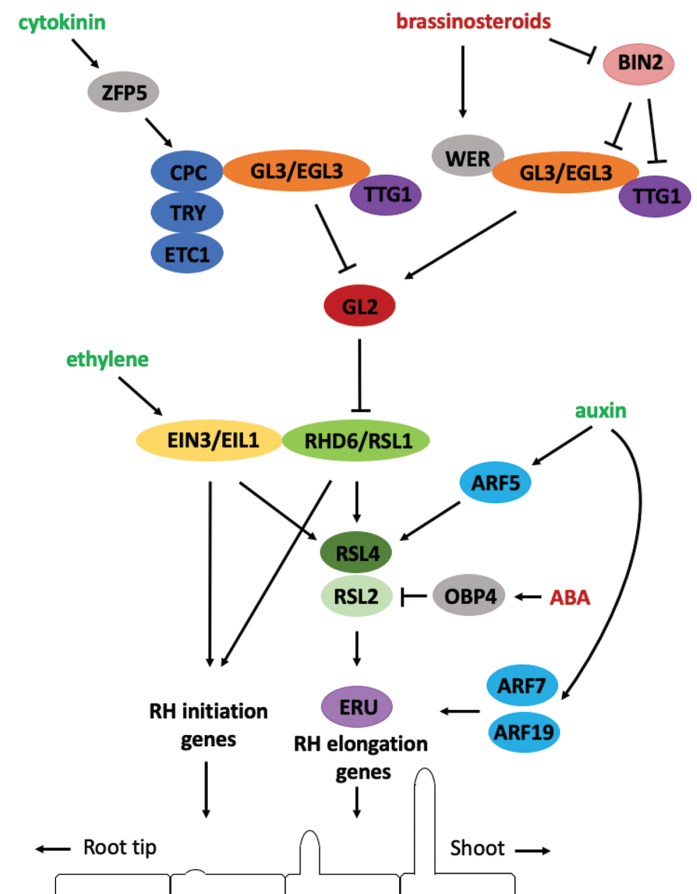 cytokinin
brassinosteroids
BIN2
ZFP5
WER
GL3/EGL3
TTG1
CPC
GL3/EGL3
TTG1
TRY
ETC1
GL2
ethylene
auxin
EIN3/EIL1
RHD6/RSL1
ARF5
RSL4
RSL2
OBP4
ABA
ARF7
ARF19
ERU
RH initiation
genes
RH elongation
genes
Root tip
Shoot